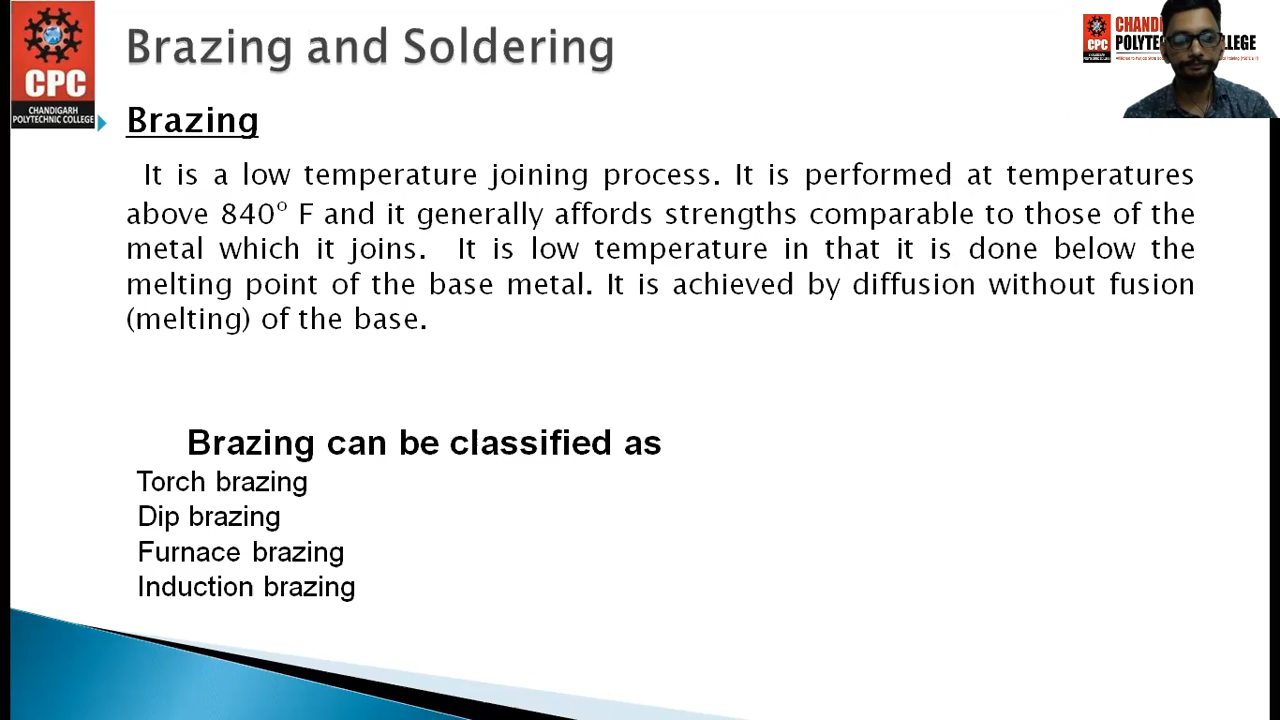 Brazing and Soldering
CPC
CHANDIGARH
POLYTECHNIC COLLEGE
CPC
CHANDI
POLYTE
LLEGE
Brazing
It is a low temperature joining process. It is performed at temperatures
above 840° F and it generally affords strengths comparable to those of the
metal which it joins. It is low temperature in that it is done below the
melting point of the base metal. It is achieved by diffusion without fusion
(melting) of the base.
Brazing can be classified as
Torch brazing
Dip brazing
Furnace brazing
Induction brazing